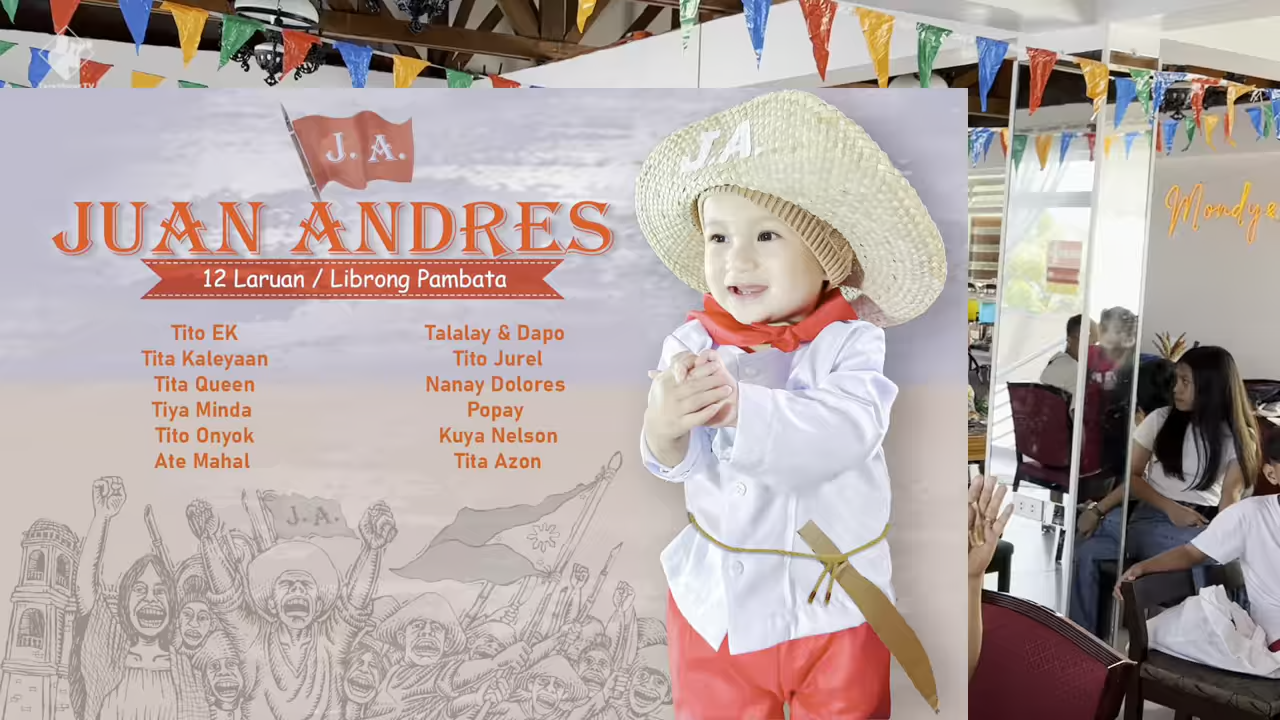 J. A.
JUAN ANDRES
12 Laruan / Librong Pambata
Tito EK
Tita Kaleyaan
Tita Queen
Tiya Minda
Tito Onyok
Ate Mahal
Talalay & Dapo
Tito Jurel
Nanay Dolores
Popay
Kuya Nelson
Tita Azon
J.A.
J.A.
Mondy&